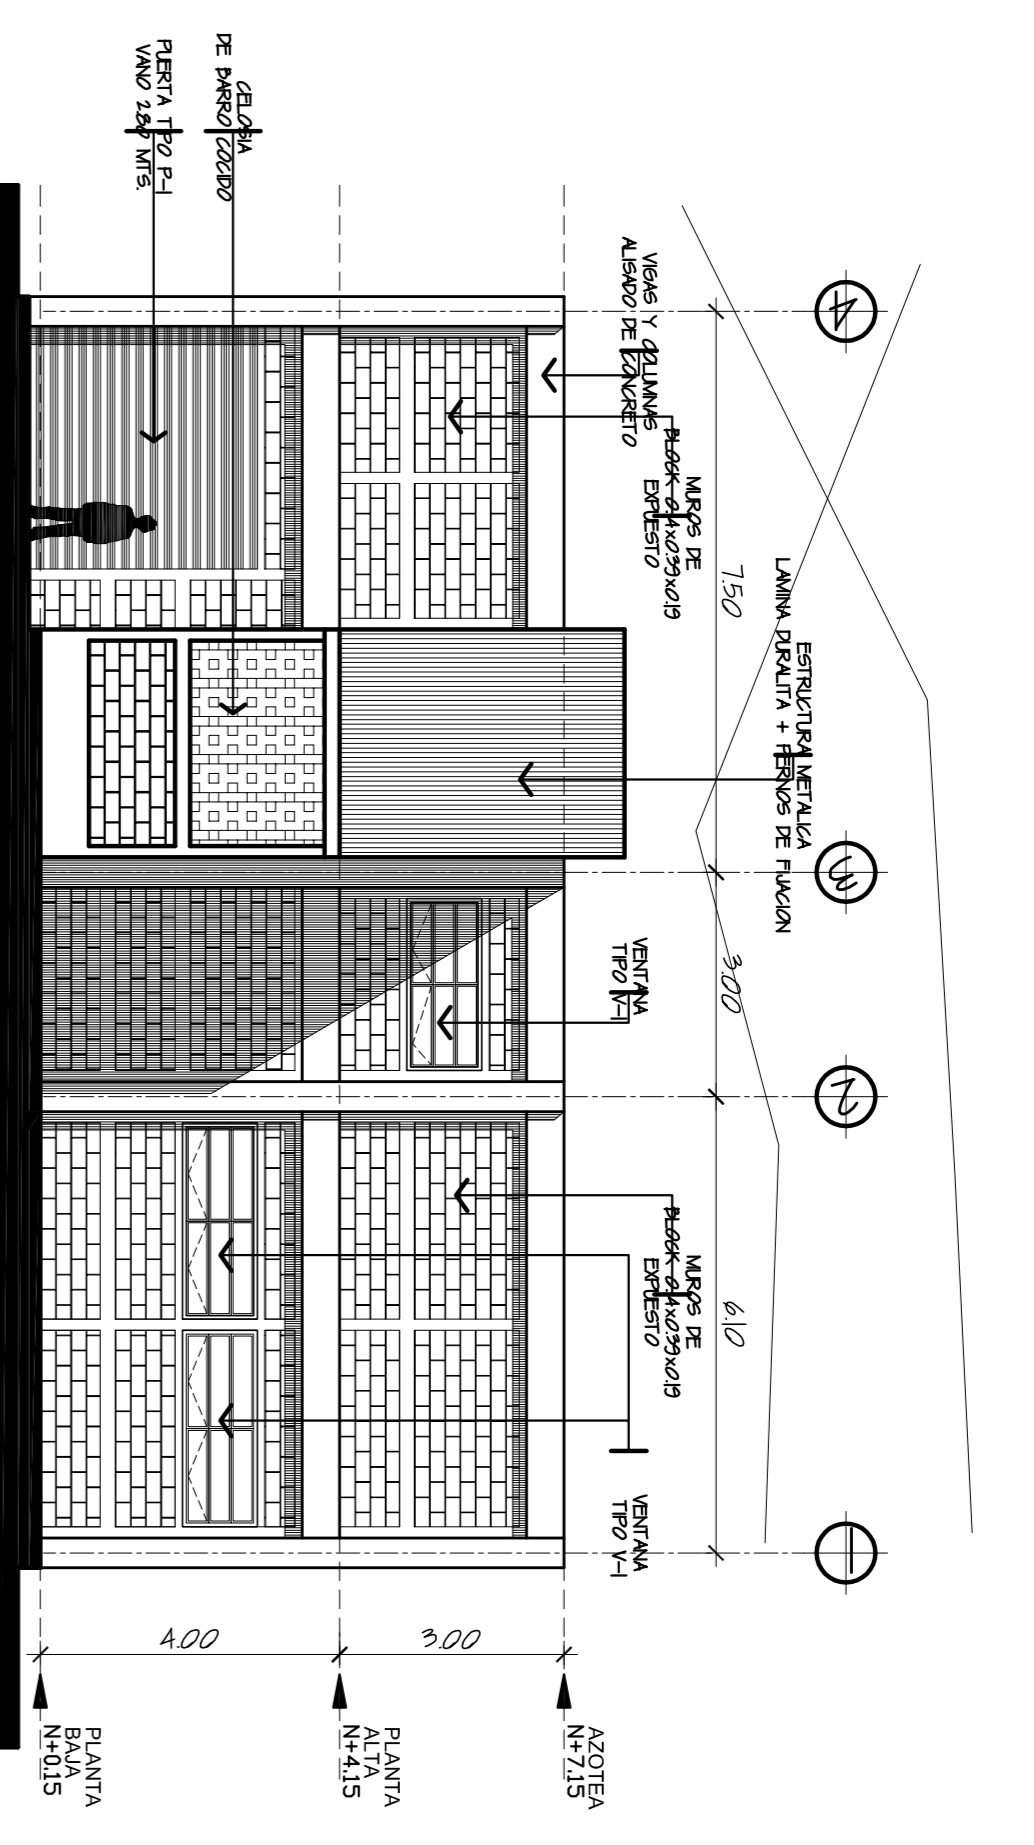 4
3
2
1
7.50
3.00
6.10
ESTRUCTURA METALICA
LAMINA DURALITA + PERNOS DE FIJACION
MUROS DE
BLOCK 0.14x0.39x0.19
EXPUESTO
VIGAS Y COLUMNAS
ALISADO DE CONCRETO
VENTANA
TIPO V-1
MUROS DE
BLOCK 0.14x0.39x0.19
EXPUESTO
VENTANA
TIPO V-1
CELOSIA
DE BARRO COCIDO
PUERTA TIPO P-1
VANO 2.80 MTS.
3.00
4.00
AZOTEA
N+7.15
PLANTA
ALTA
N+4.15
PLANTA
BAJA
N+0.15